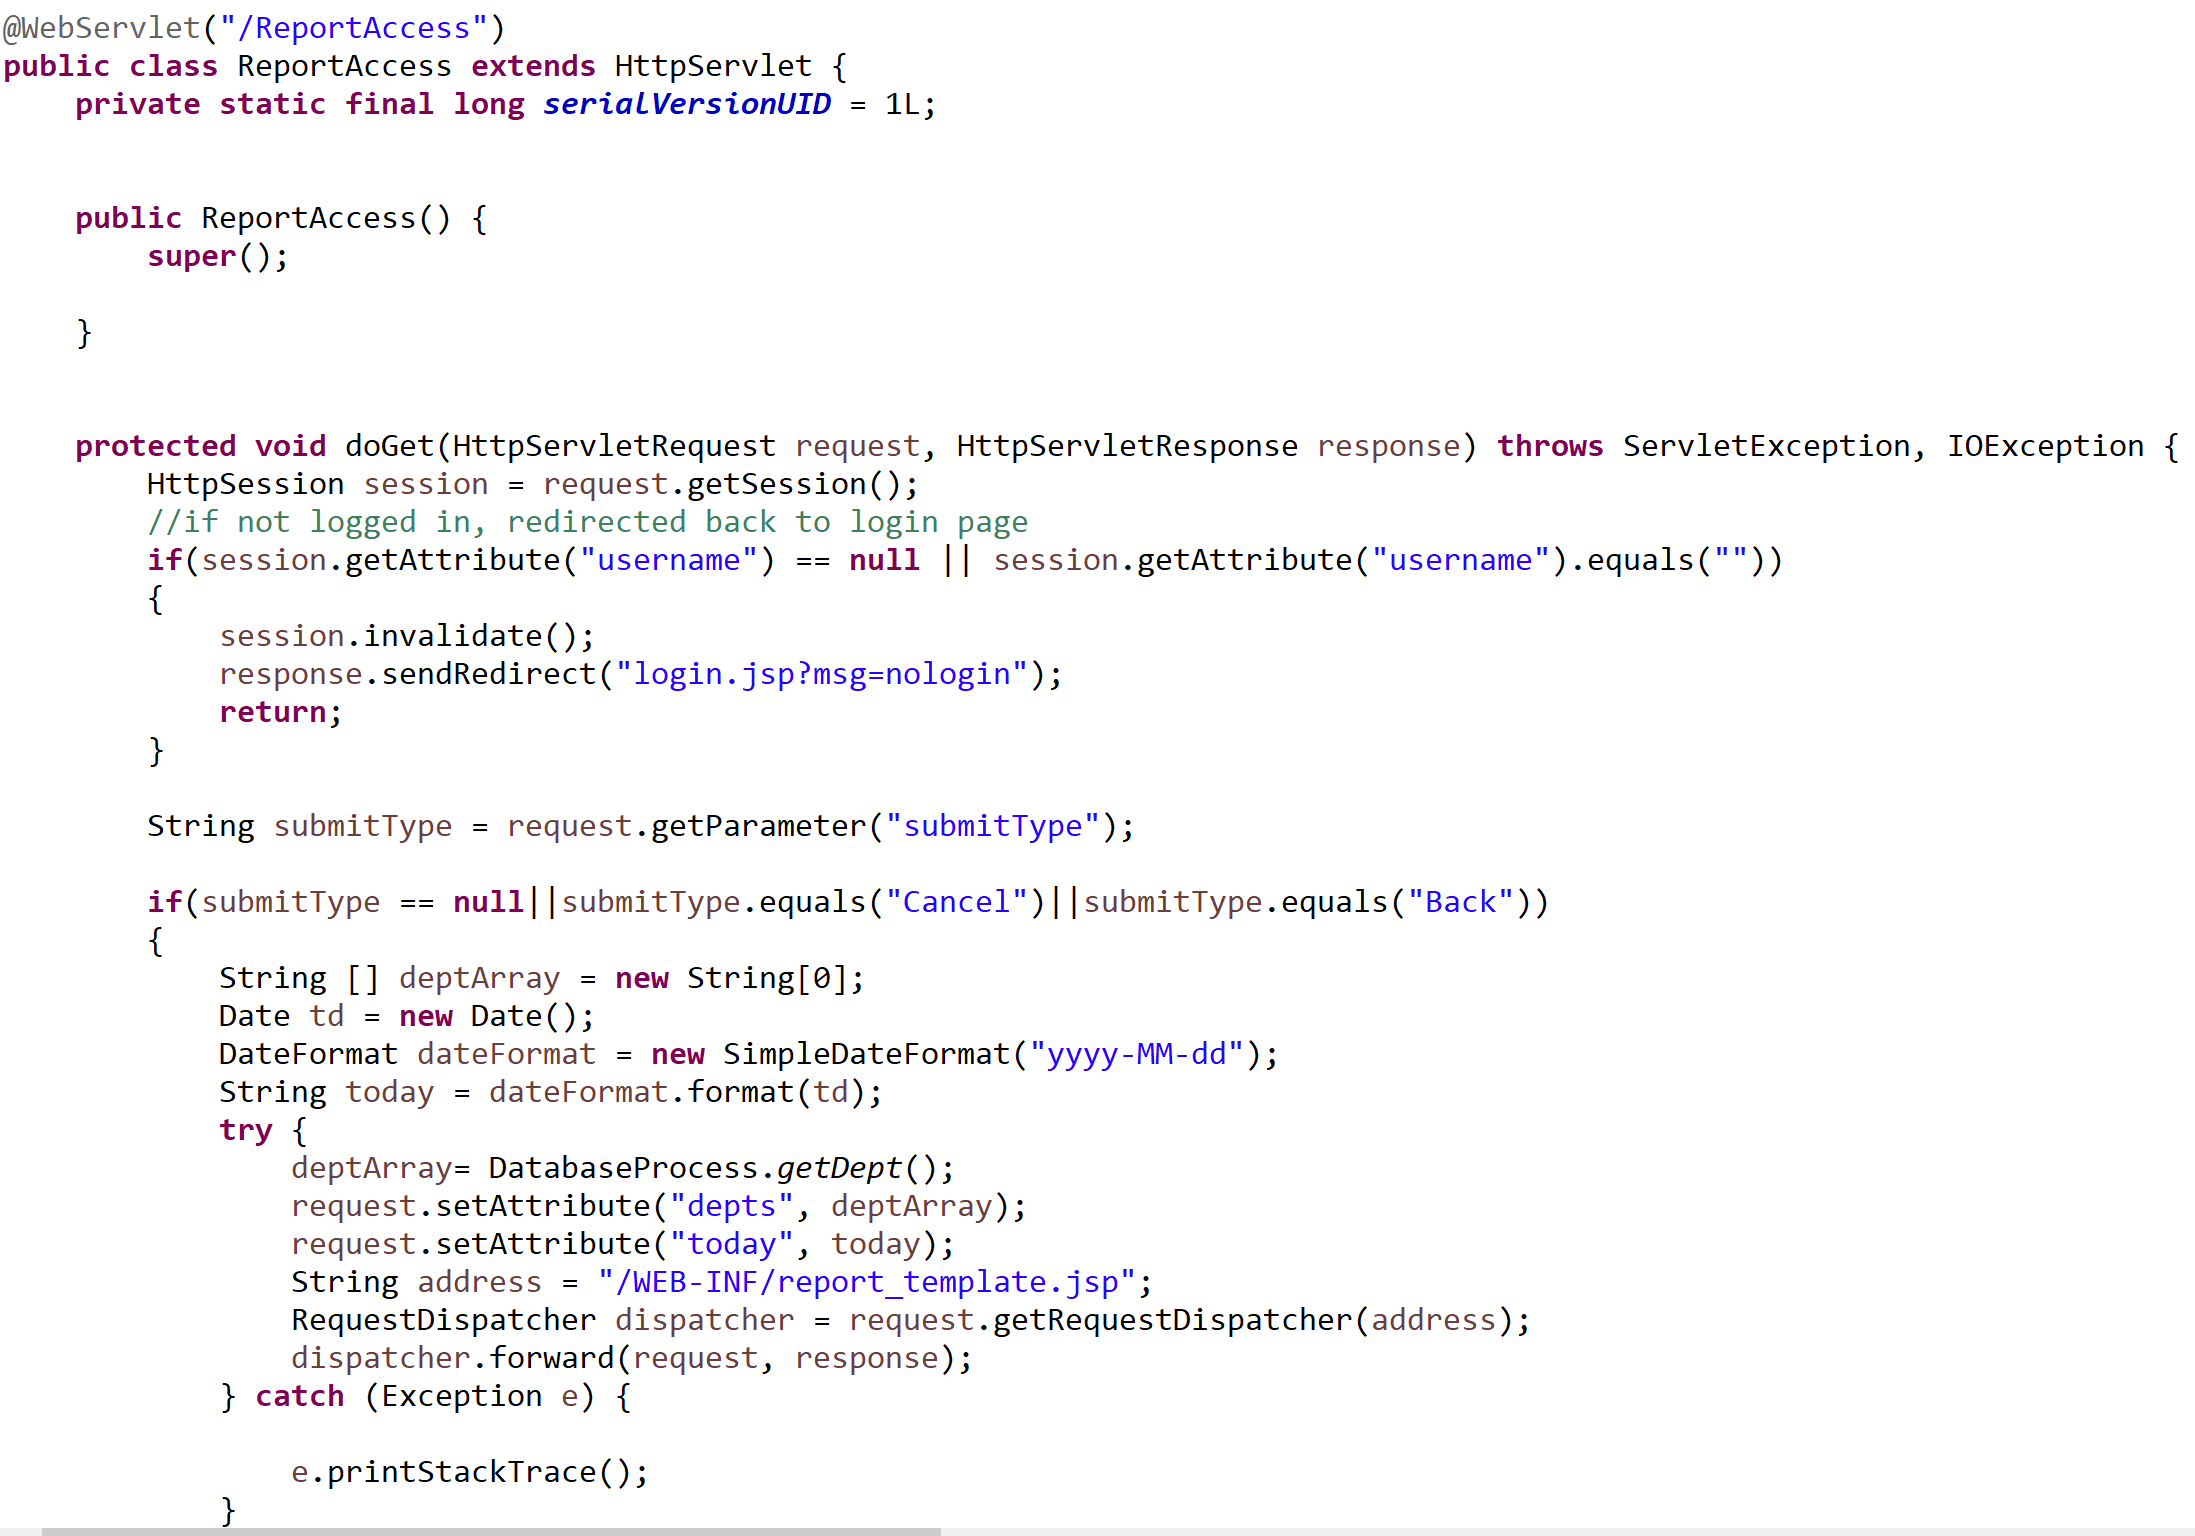 @WebServlet("/ReportAccess")
public class ReportAccess extends HttpServlet {
    private static final long serialVersionUID = 1L;
    public ReportAccess() {
        super();
    }
    protected void doGet(HttpServletRequest request, HttpServletResponse response) throws ServletException, IOException {
        HttpSession session = request.getSession();
        //if not logged in, redirected back to login page
        if(session.getAttribute("username") == null || session.getAttribute("username").equals(""))
        {
            session.invalidate();
            response.sendRedirect("login.jsp?msg=nologin");
            return;
        }
        String submitType = request.getParameter("submitType");
        if(submitType == null||submitType.equals("Cancel")||submitType.equals("Back"))
        {
            String [] deptArray = new String[0];
            Date td = new Date();
            DateFormat dateFormat = new SimpleDateFormat("yyyy-MM-dd");
            String today = dateFormat.format(td);
            try {
                deptArray= DatabaseProcess.getDept();
                request.setAttribute("depts", deptArray);
                request.setAttribute("today", today);
                String address = "/WEB-INF/report_template.jsp";
                RequestDispatcher dispatcher = request.getRequestDispatcher(address);
                dispatcher.forward(request, response);
            } catch (Exception e) {
                e.printStackTrace();
            }